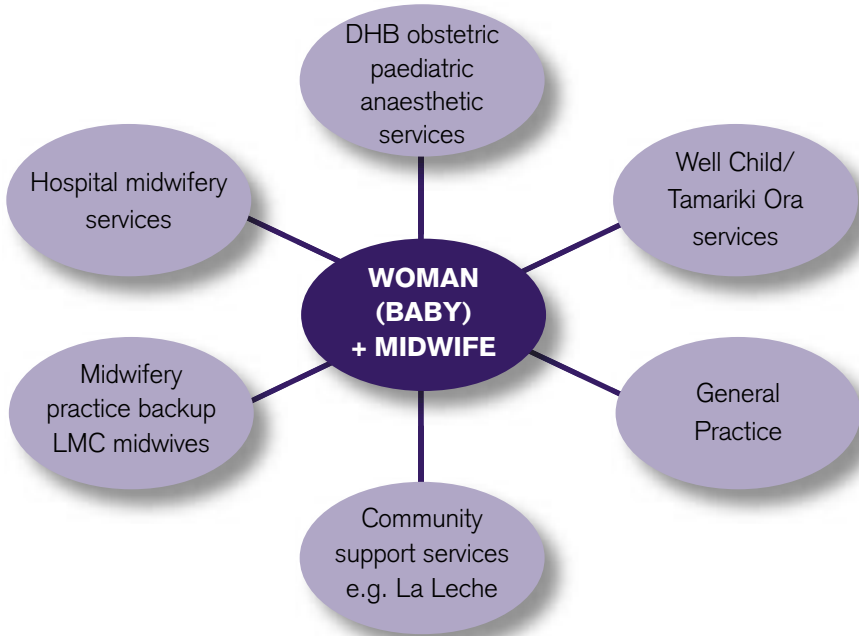 DHB obstetric
paediatric
anaesthetic
services
Hospital midwifery
services
Well Child/
Tamariki Ora
services
WOMAN
(BABY)
+ MIDWIFE
Midwifery
practice backup
LMC midwives
General
Practice
Community
support services
e.g. La Leche